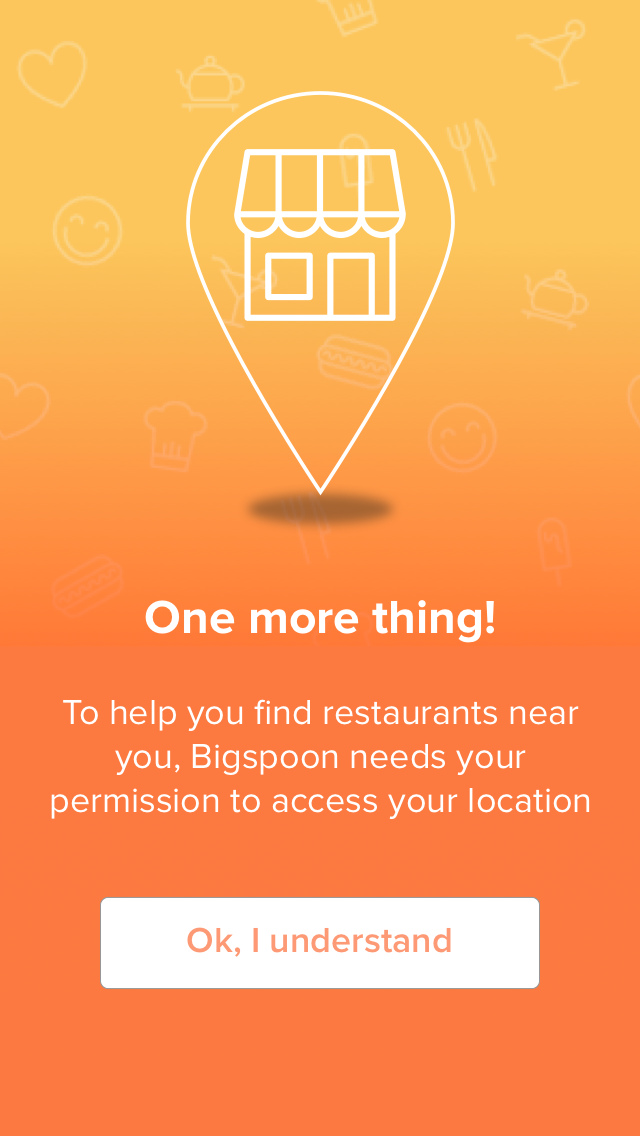 One more thing!
To help you find restaurants near
you, Bigspoon needs your
permission to access your location
Ok, I understand